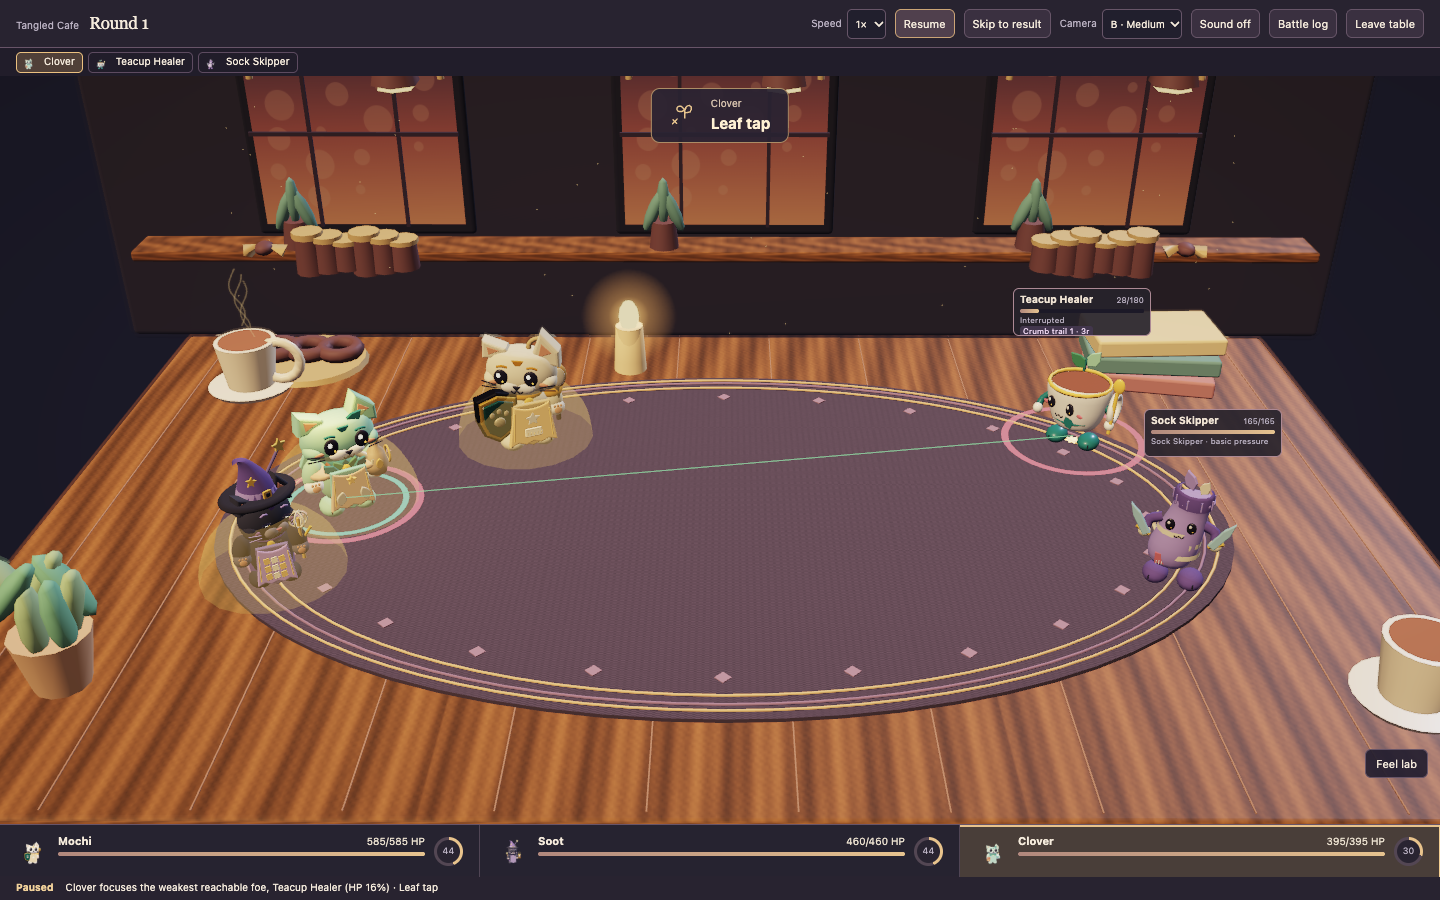 Tangled Cafe Round 1
Speed 1x Resume Skip to result Camera B · Medium Sound off Battle log Leave table
Clover Teacup Healer Sock Skipper
Clover
Leaf tap
Teacup Healer 28/180
Interrupted
Crumb trail 1 · 3r
Sock Skipper 165/165
Sock Skipper · basic pressure
Feel lab
Mochi 585/585 HP 44
Soot 460/460 HP 44
Clover 395/395 HP 30
Paused Clover focuses the weakest reachable foe, Teacup Healer (HP 16%) · Leaf tap